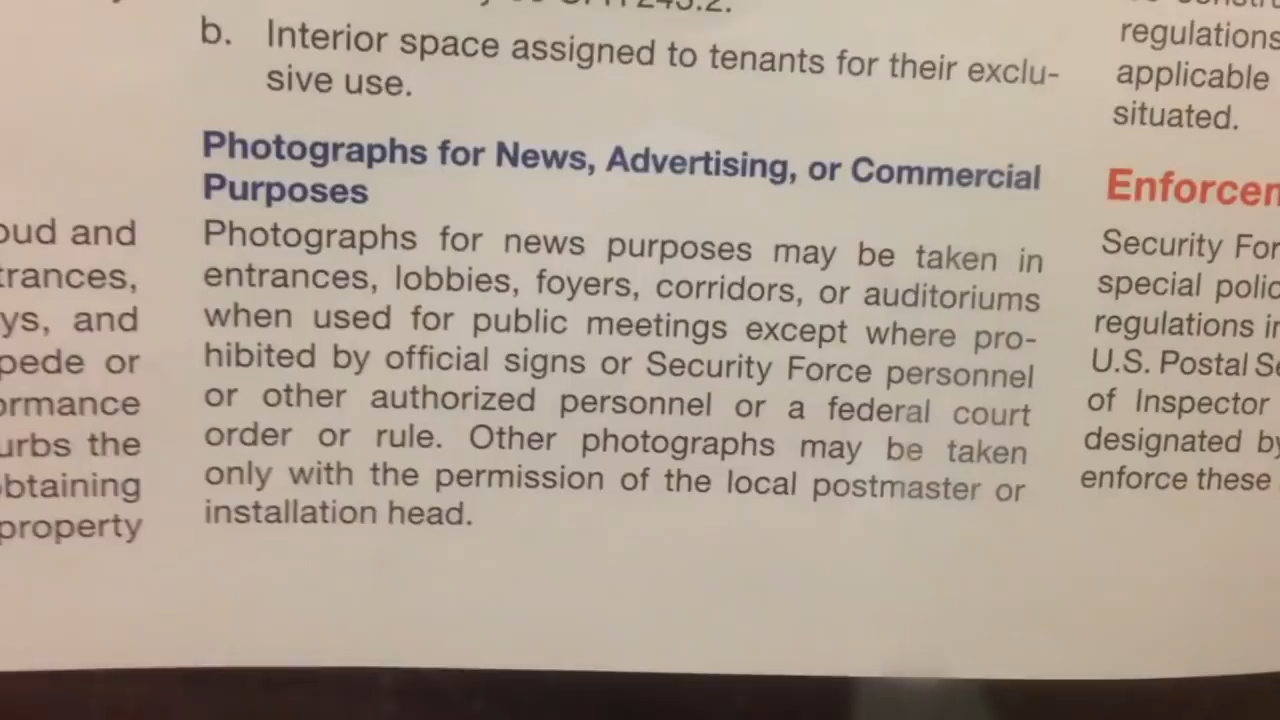 oud and
trances,
ys, and
pede or
ormance
urbs the
btaining
property
b. Interior space assigned to tenants for their exclu-
sive use.
Photographs for News, Advertising, or Commercial
Purposes
Photographs for news purposes may be taken in
entrances, lobbies, foyers, corridors, or auditoriums
when used for public meetings except where pro-
hibited by official signs or Security Force personnel
or other authorized personnel or a federal court
order or rule. Other photographs may be taken
only with the permission of the local postmaster or
installation head.
regulations
applicable
situated.
Enforcem
Security For
special polic
regulations in
U.S. Postal Se
of Inspector
designated by
enforce these